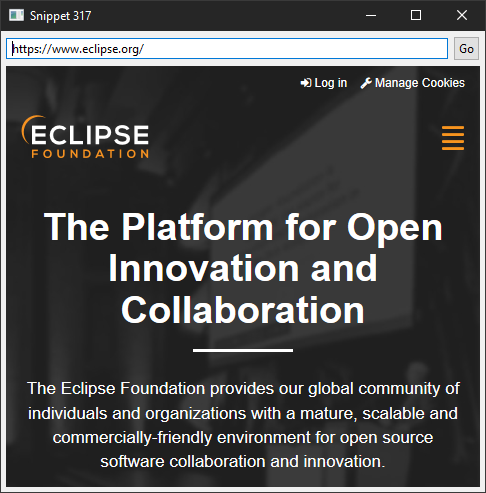 Snippet 317
https://www.eclipse.org/ Go
Log in Manage Cookies
ECLIPSE
FOUNDATION
The Platform for Open
Innovation and
Collaboration
The Eclipse Foundation provides our global community of
individuals and organizations with a mature, scalable and
commercially-friendly environment for open source
software collaboration and innovation.